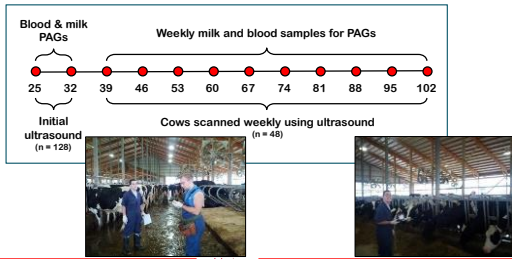 Blood & milk
PAGs
Weekly milk and blood samples for PAGs
25 32 39 46 53 60 67 74 81 88 95 102
Initial
ultrasound
(n = 128)
Cows scanned weekly using ultrasound
(n = 48)